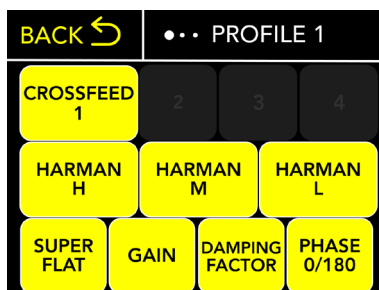 BACK ••• PROFILE 1
CROSSFEED 2 3 4
1
HARMAN HARMAN HARMAN
H M L
SUPER GAIN DAMPING PHASE
FLAT FACTOR 0/180